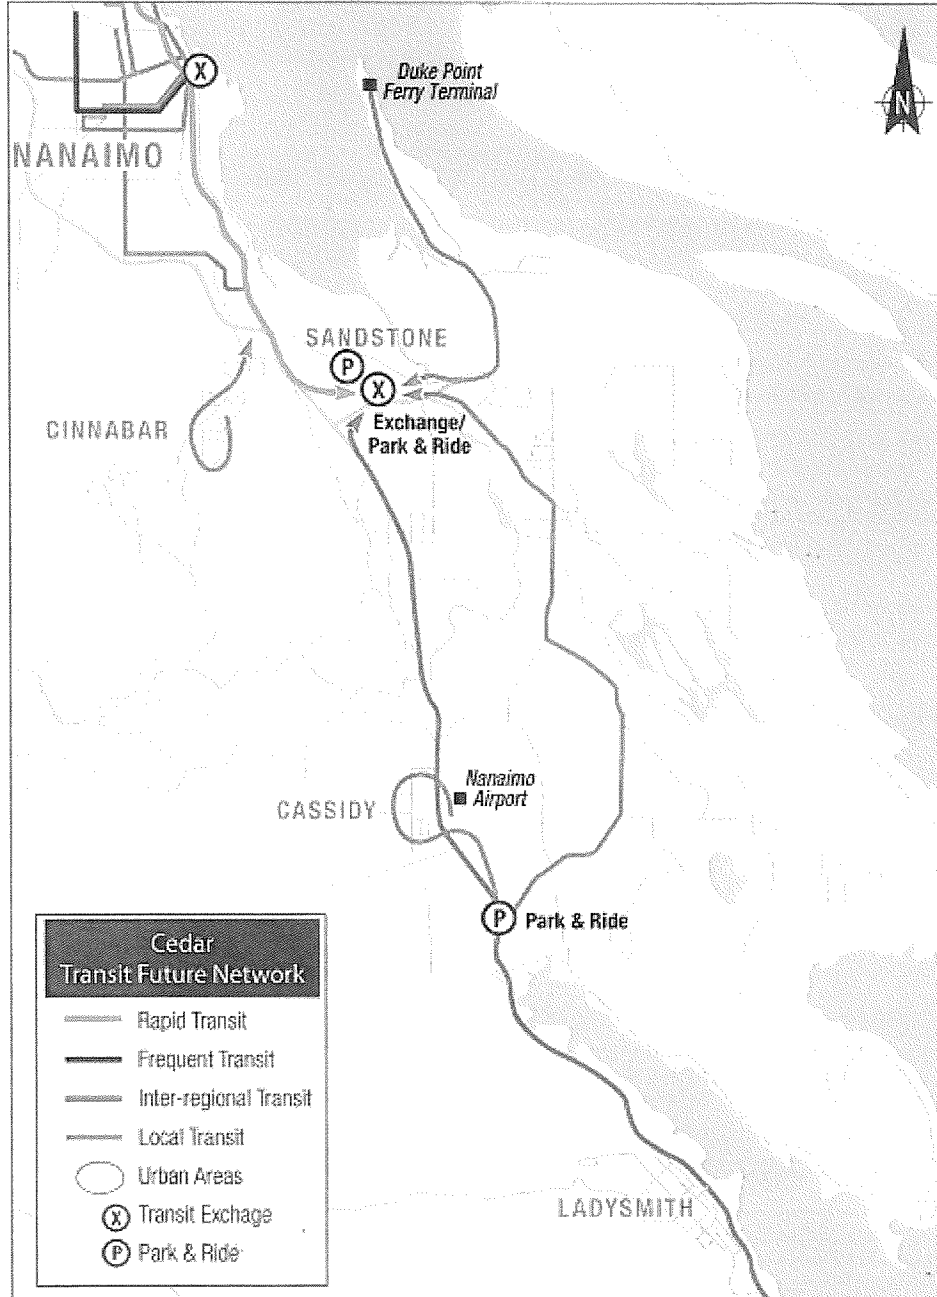 X
Duke Point
Ferry Terminal
N
NANAIMO
SANDSTONE
P
X
CINNABAR
Exchange/
Park & Ride
Nanaimo
Airport
CASSIDY
P
Park & Ride
Cedar
Transit Future Network
Rapid Transit
Frequent Transit
Inter-regional Transit
Local Transit
Urban Areas
X Transit Exchage
P Park & Ride
LADYSMITH